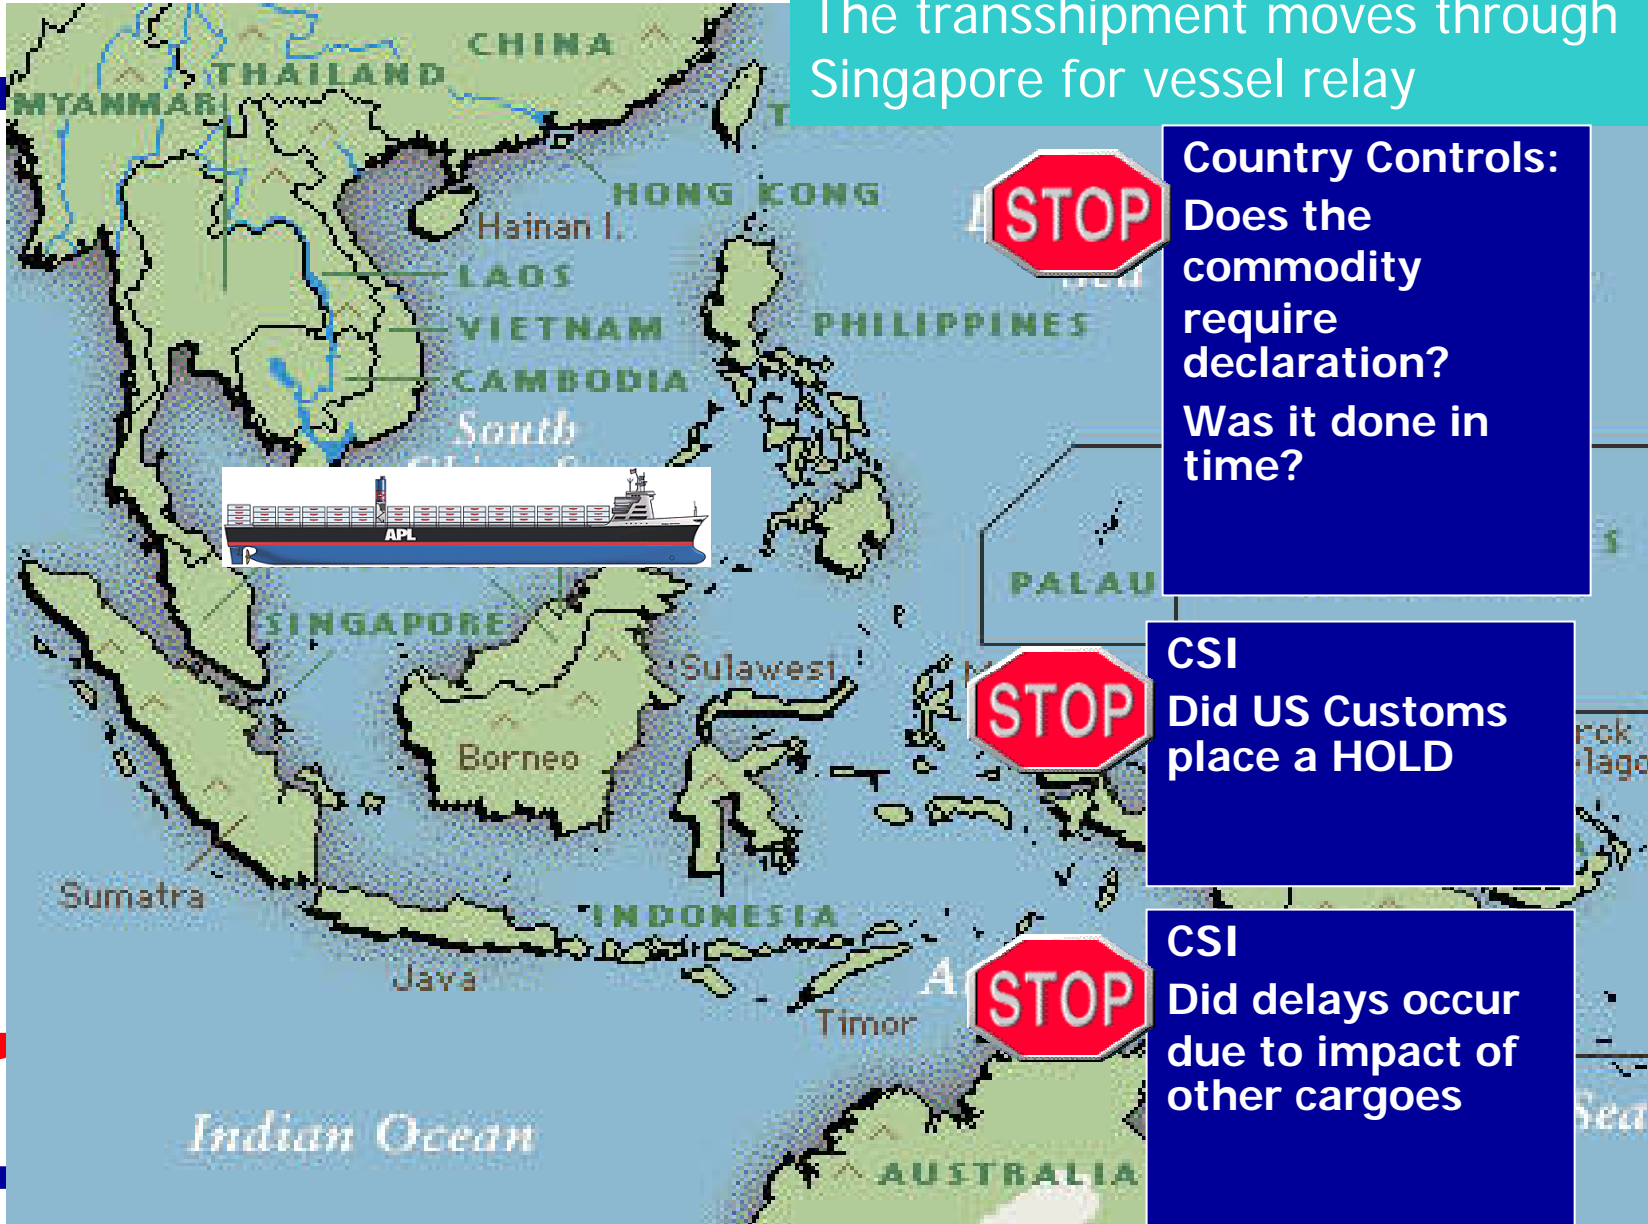 The transshipment moves through
Singapore for vessel relay
CHINA
THAILAND
MYANMAR
HONG KONG
Hainan I.
LAOS
VIETNAM
PHILIPPINES
CAMBODIA
South
APL
PALAU
SINGAPORE
Sulawesi
Borneo
Sumatra
INDONESIA
Java
Timor
Indian Ocean
AUSTRALIA
Sea
STOP
Country Controls:
Does the
commodity
require
declaration?
Was it done in
time?
STOP
CSI
Did US Customs
place a HOLD
STOP
CSI
Did delays occur
due to impact of
other cargoes